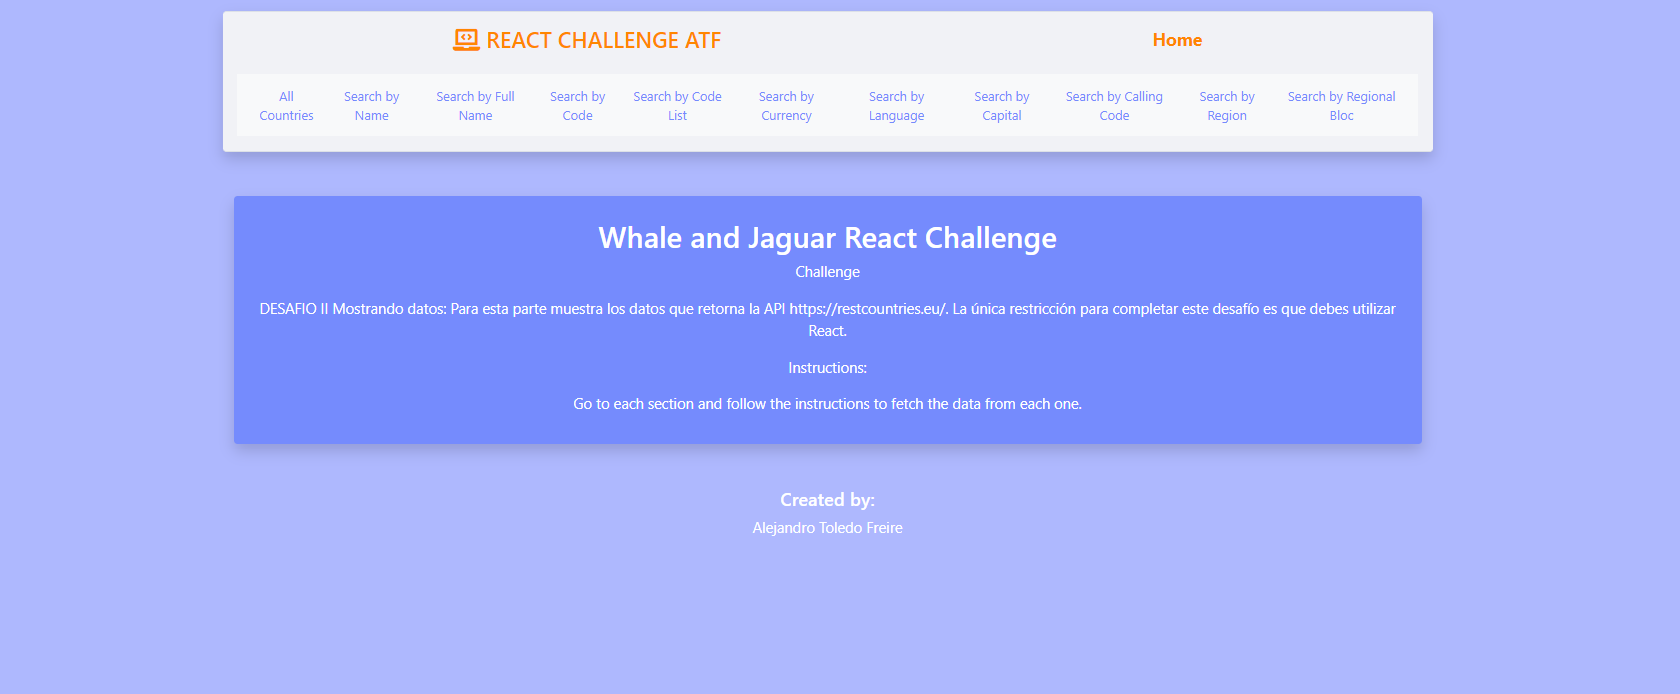 REACT CHALLENGE ATF
Home
All Countries
Search by Name
Search by Full Name
Search by Code
Search by Code List
Search by Currency
Search by Language
Search by Capital
Search by Calling Code
Search by Region
Search by Regional Bloc
Whale and Jaguar React Challenge
Challenge
DESAFIO II Mostrando datos: Para esta parte muestra los datos que retorna la API https://restcountries.eu/. La única restricción para completar este desafío es que debes utilizar
React.
Instructions:
Go to each section and follow the instructions to fetch the data from each one.
Created by:
Alejandro Toledo Freire